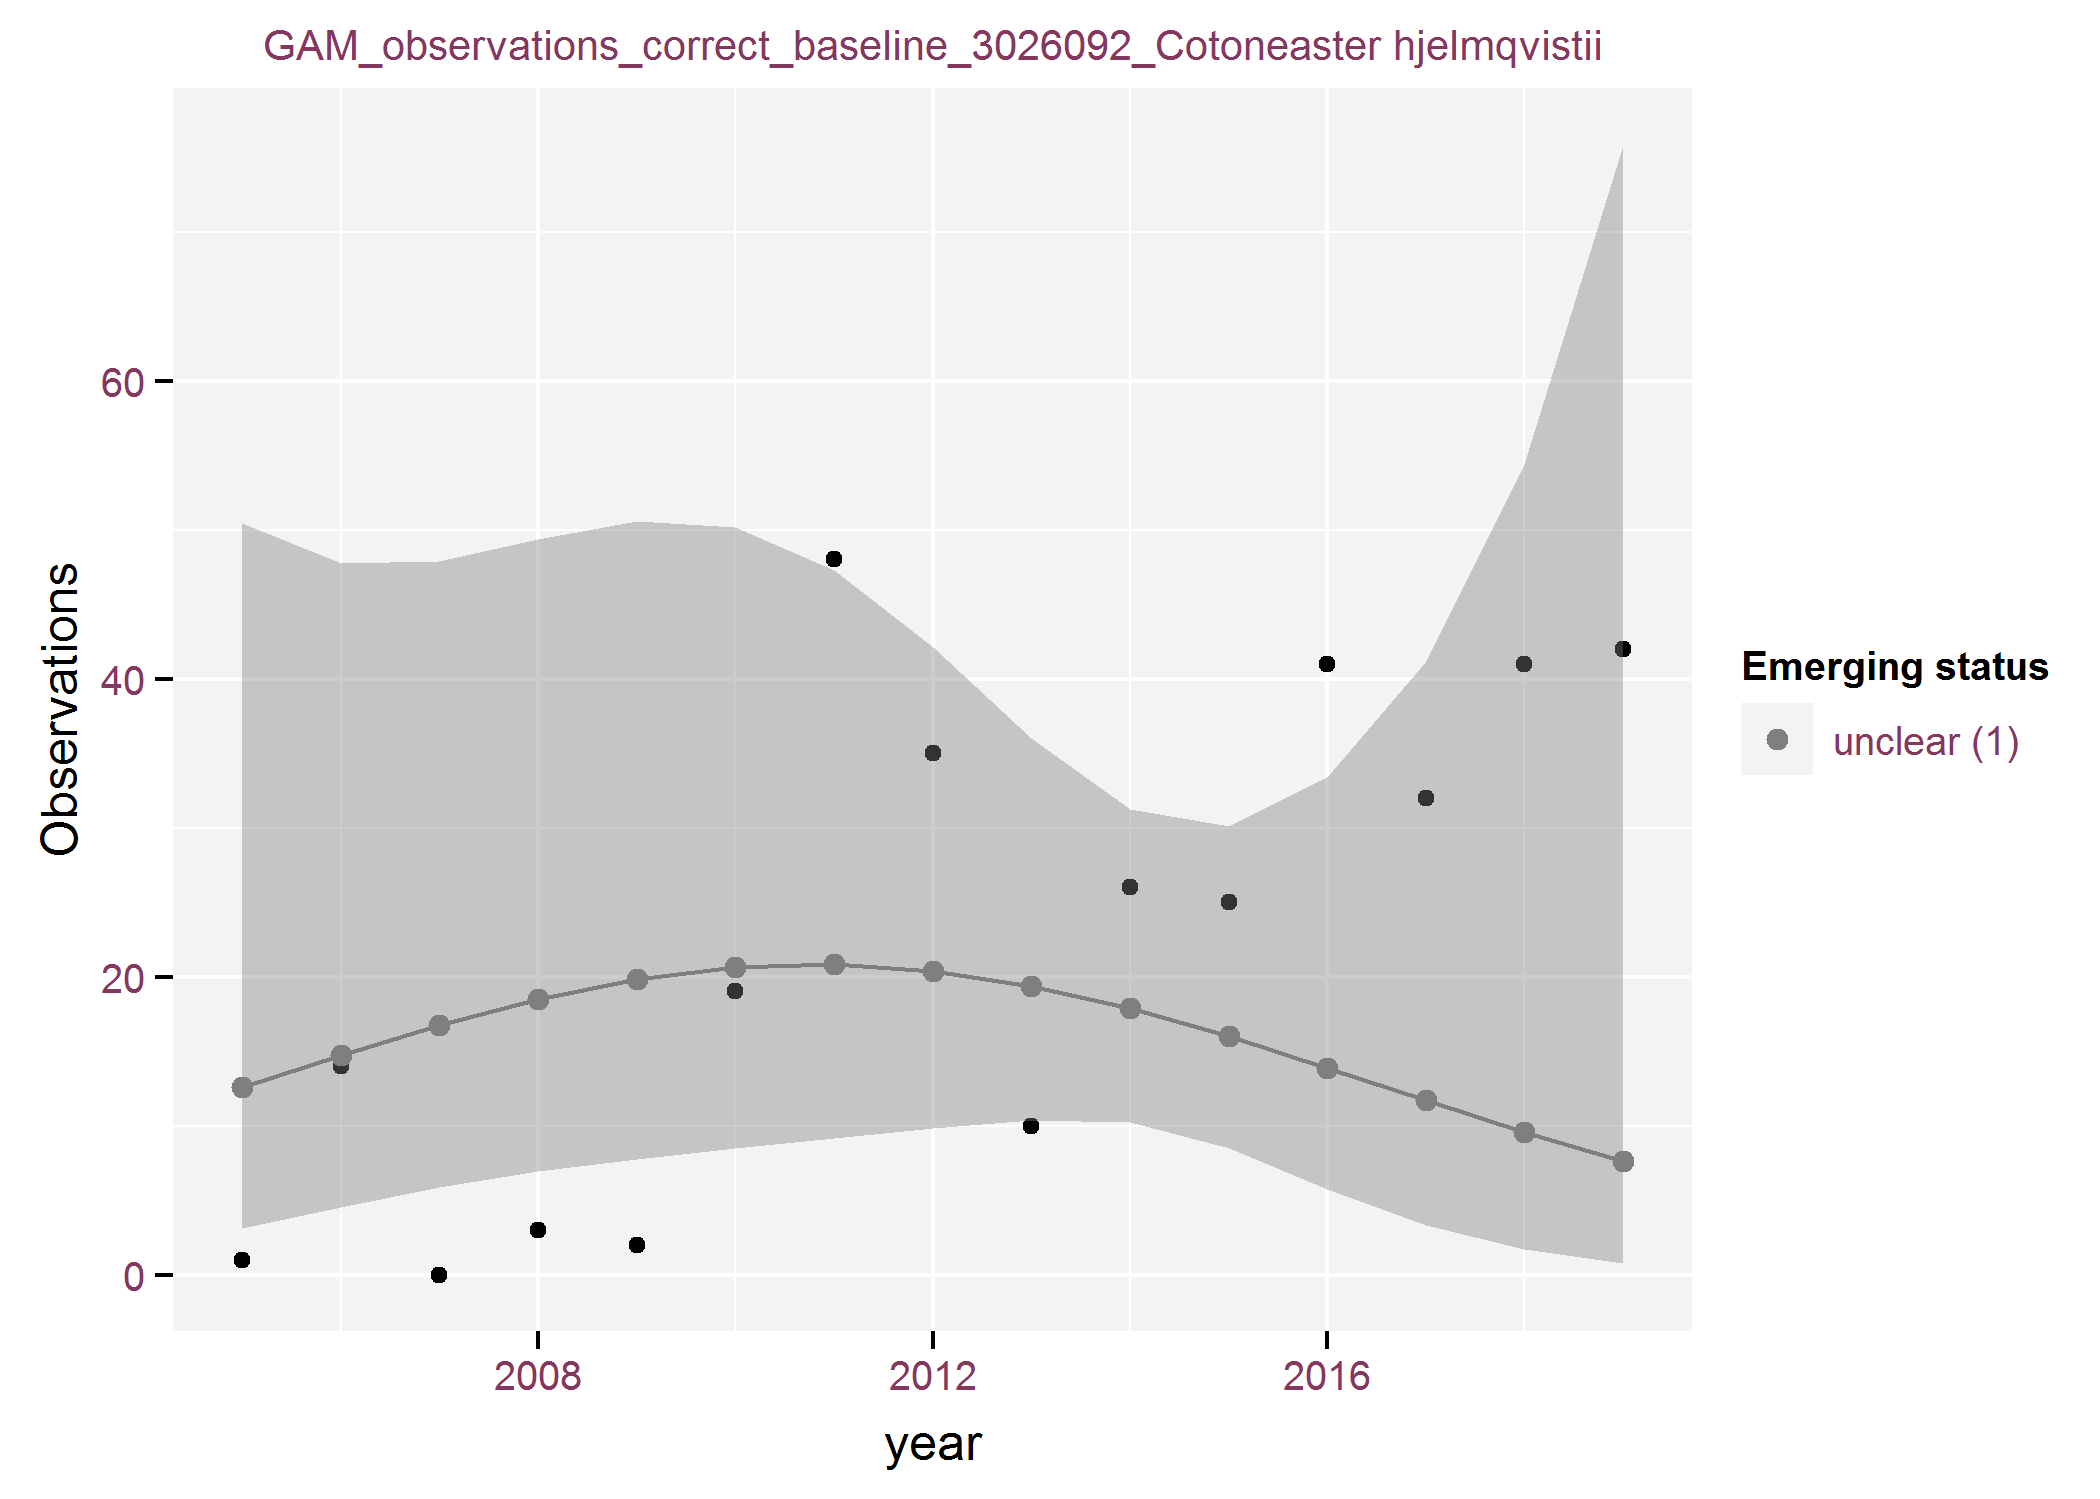 GAM_observations_correct_baseline_3026092_Cotoneaster hjelmqvistii
Observations
60
40
20
0
2008
2012
2016
year
Emerging status
unclear (1)